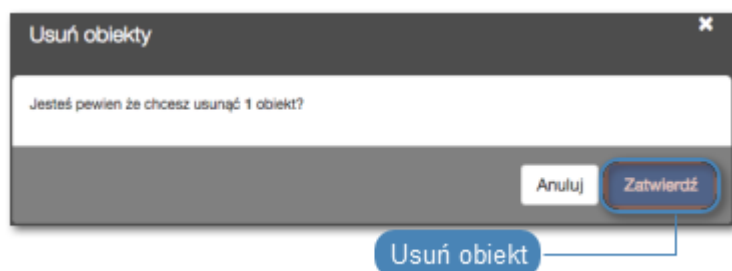 Usuń obiekty
Jesteś pewien że chcesz usunąć 1 obiekt?
Anuluj Zatwierdź
Usuń obiekt